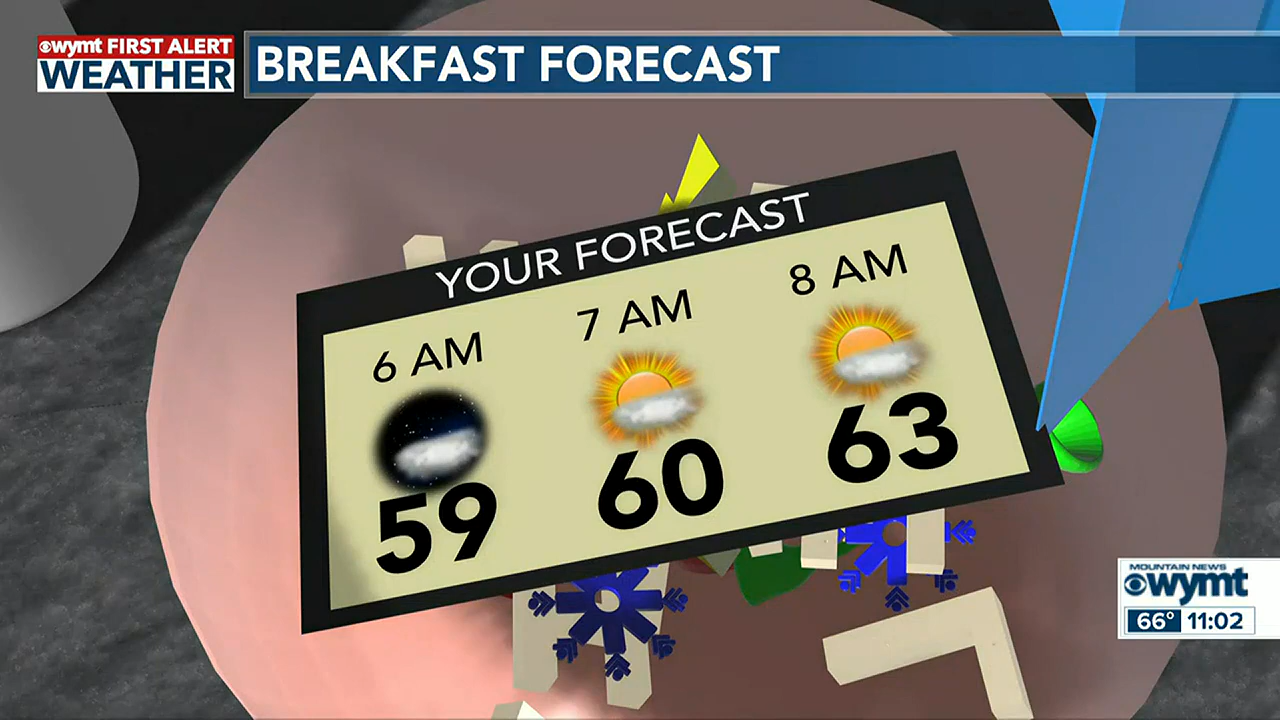 wymt FIRST ALERT
WEATHER
BREAKFAST FORECAST
YOUR FORECAST
6 AM 7 AM 8 AM
59 60 63
MOUNTAIN NEWS
wymt
66° 11:02